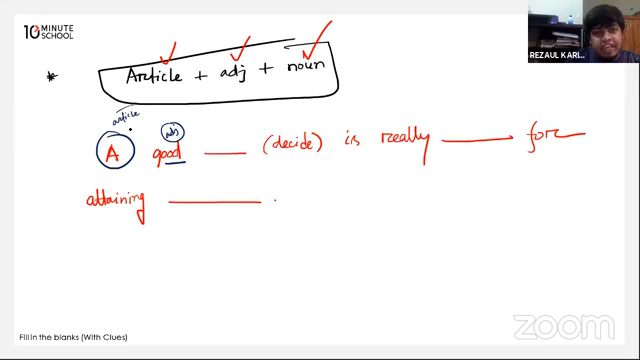 10 MINUTE SCHOOL
REZAUL KARI...
* Article + adj + noun
article adj
A good ____ (decide) is really ____ for
attaining ____ .
Fill in the blanks (With Clues)
zoom